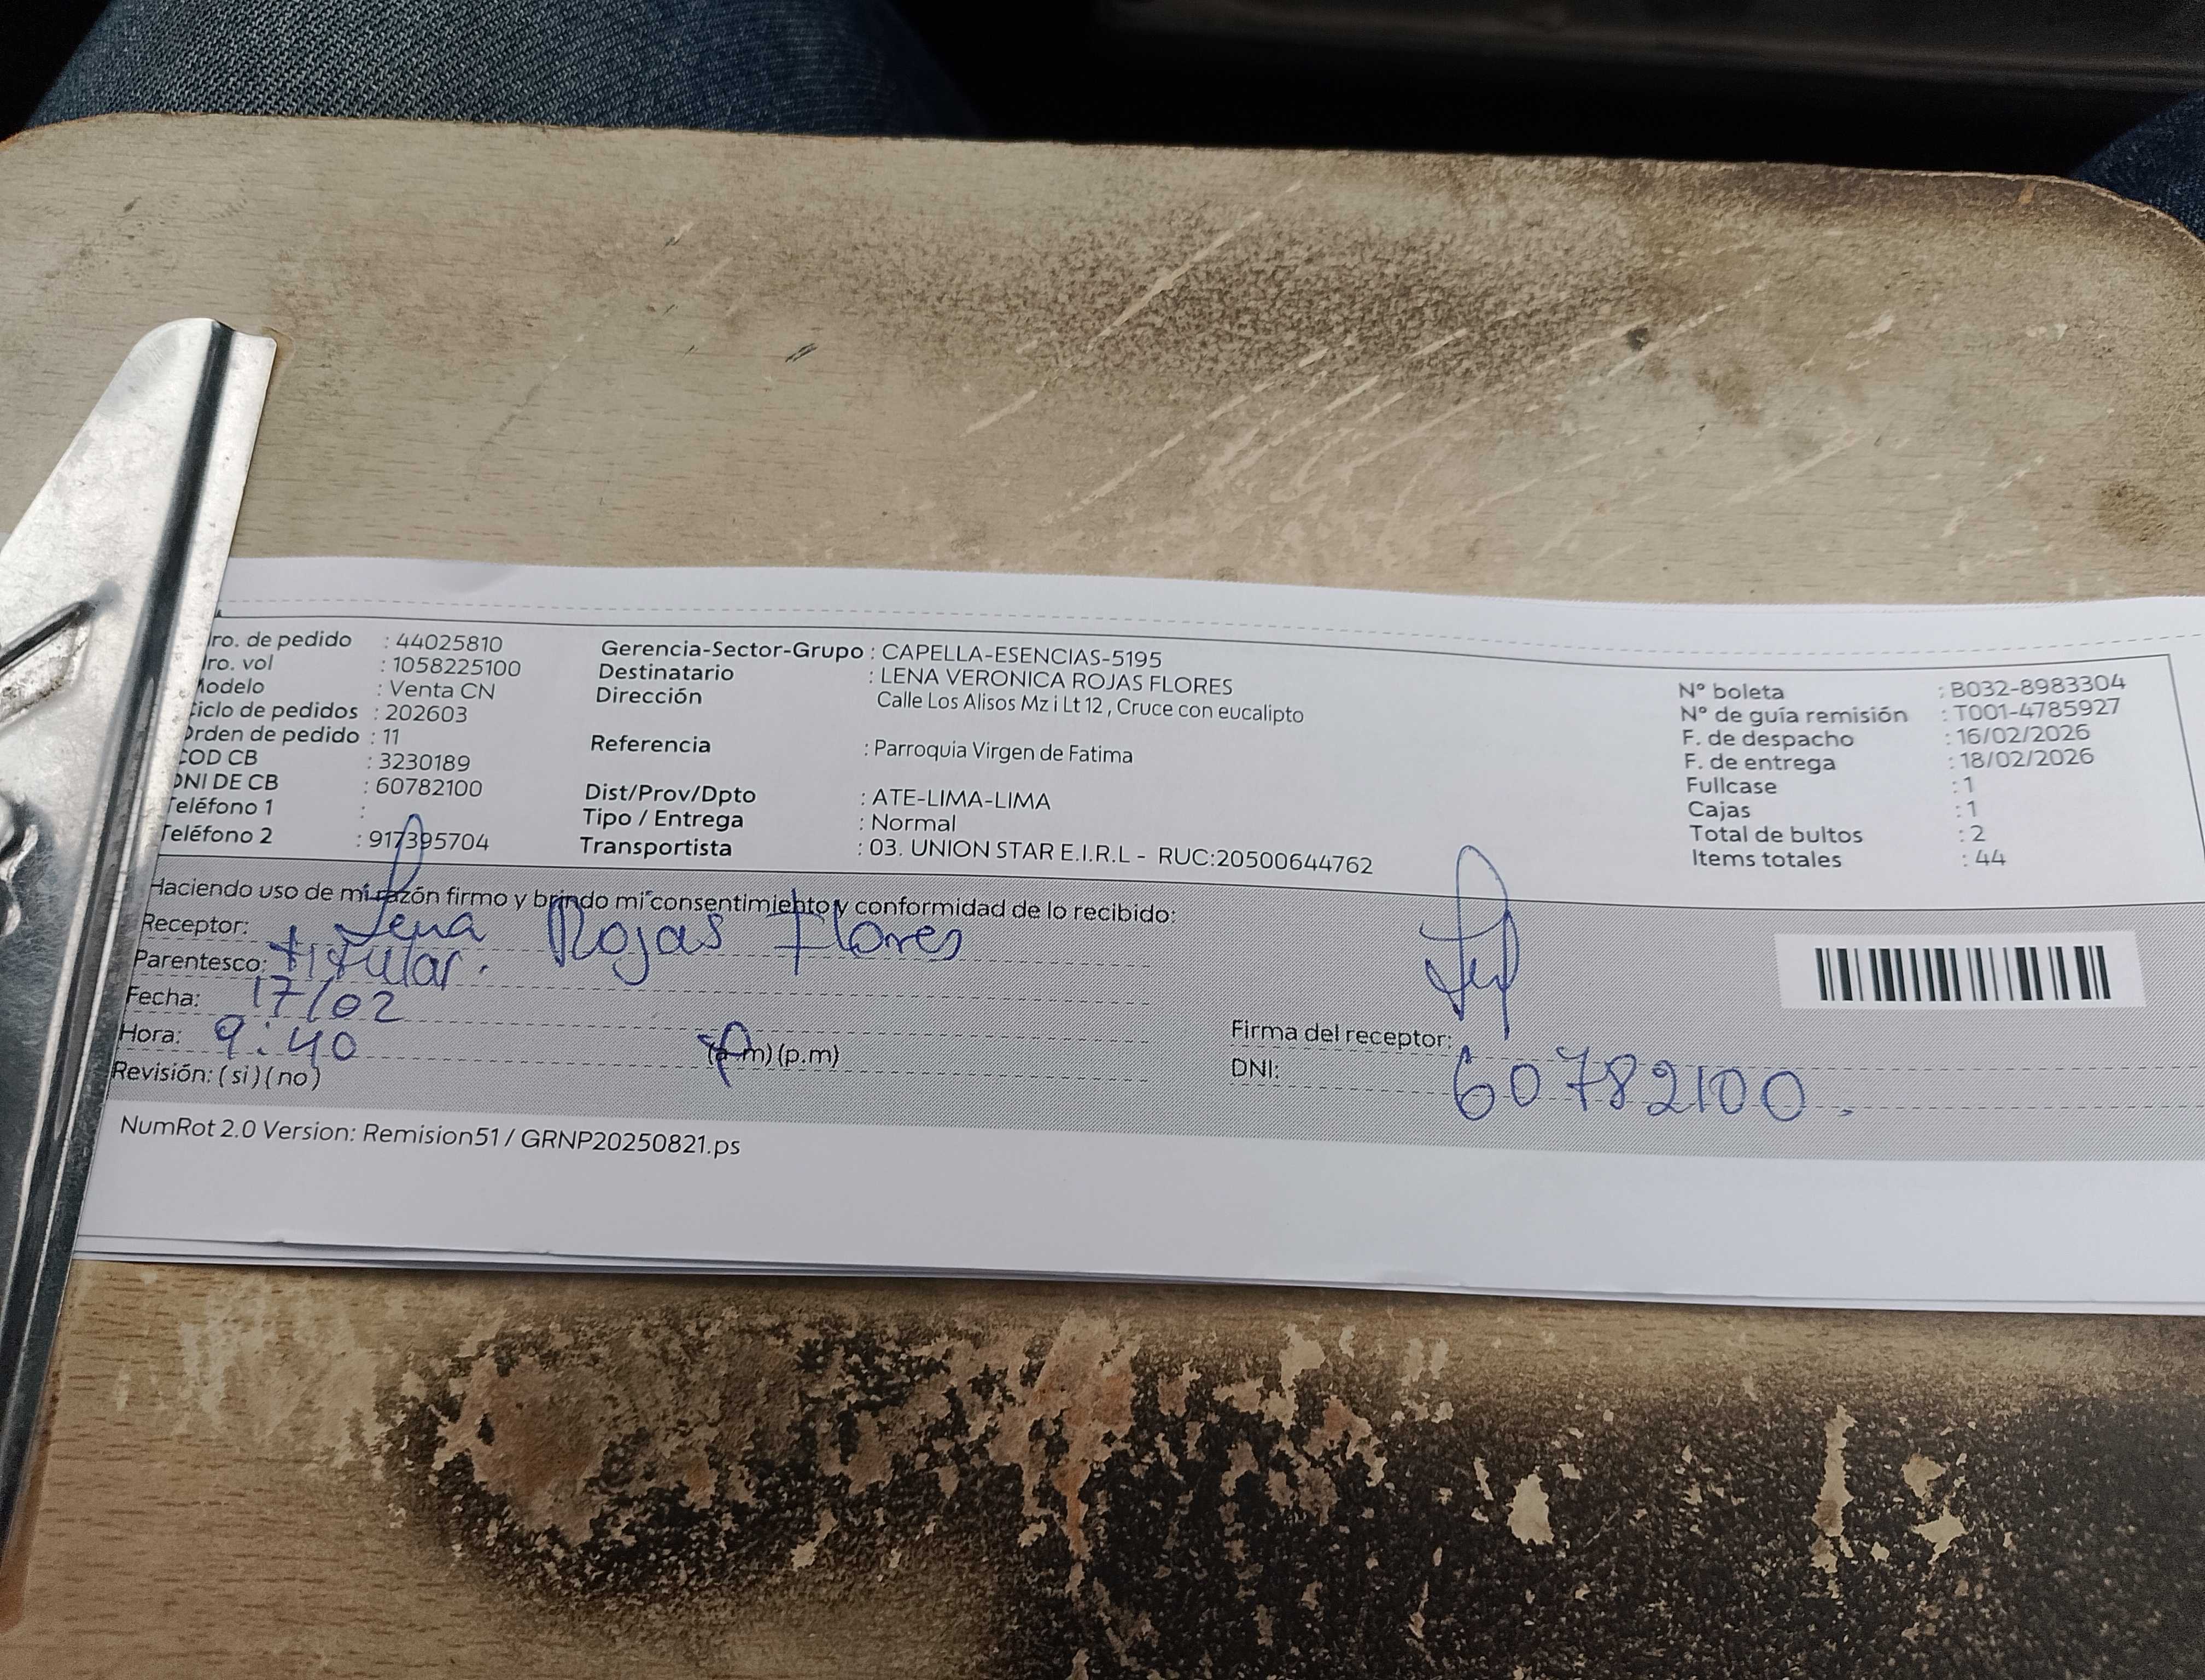 ro. de pedido : 44025810
ro. vol : 1058225100
Modelo : Venta CN
Ciclo de pedidos : 202603
Orden de pedido : 11
COD CB : 3230189
DNI DE CB : 60782100
Teléfono 1 :
Teléfono 2 : 917395704
Gerencia-Sector-Grupo : CAPELLA-ESENCIAS-5195
Destinatario : LENA VERONICA ROJAS FLORES
Dirección Calle Los Alisos Mz i Lt 12 , Cruce con eucalipto
Referencia : Parroquia Virgen de Fatima
Dist/Prov/Dpto : ATE-LIMA-LIMA
Tipo / Entrega : Normal
Transportista : 03. UNION STAR E.I.R.L - RUC:20500644762
N° boleta : B032-8983304
N° de guía remisión : T001-4785927
F. de despacho : 16/02/2026
F. de entrega : 18/02/2026
Fullcase : 1
Cajas : 1
Total de bultos : 2
Items totales : 44
Haciendo uso de mi razón firmo y brindo mi consentimiento y conformidad de lo recibido:
Receptor: Lena Rojas Flores
Parentesco: titular.
Fecha: 17/02
Hora: 9:40 (a.m) (p.m)
Revisión: ( si ) ( no )
Firma del receptor:
DNI: 60782100.
NumRot 2.0 Version: Remision51 / GRNP20250821.ps